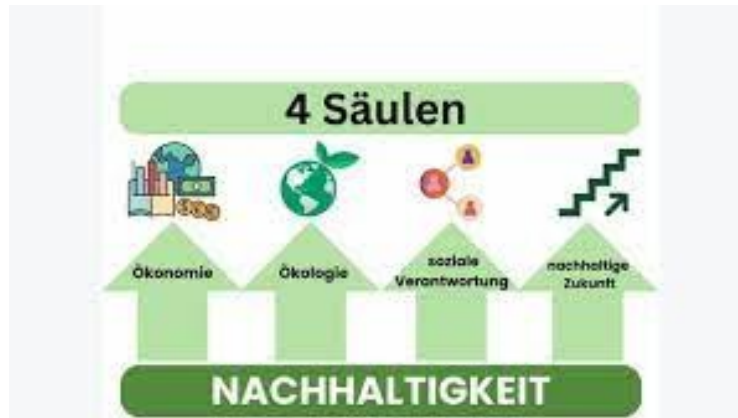 4 Säulen
Ökonomie
Ökologie
soziale
Verantwortung
nachhaltige
Zukunft
NACHHALTIGKEIT